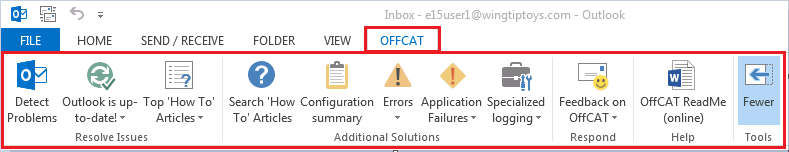 Inbox - e15user1@wingtiptoys.com - Outlook
FILE HOME SEND / RECEIVE FOLDER VIEW OFFCAT
Detect Problems
Outlook is up-to-date!
Top 'How To' Articles
Search 'How To' Articles
Configuration summary
Errors
Application Failures
Specialized logging
Feedback on OffCAT
OffCAT ReadMe (online)
Fewer
Resolve Issues Additional Solutions Respond Help Tools